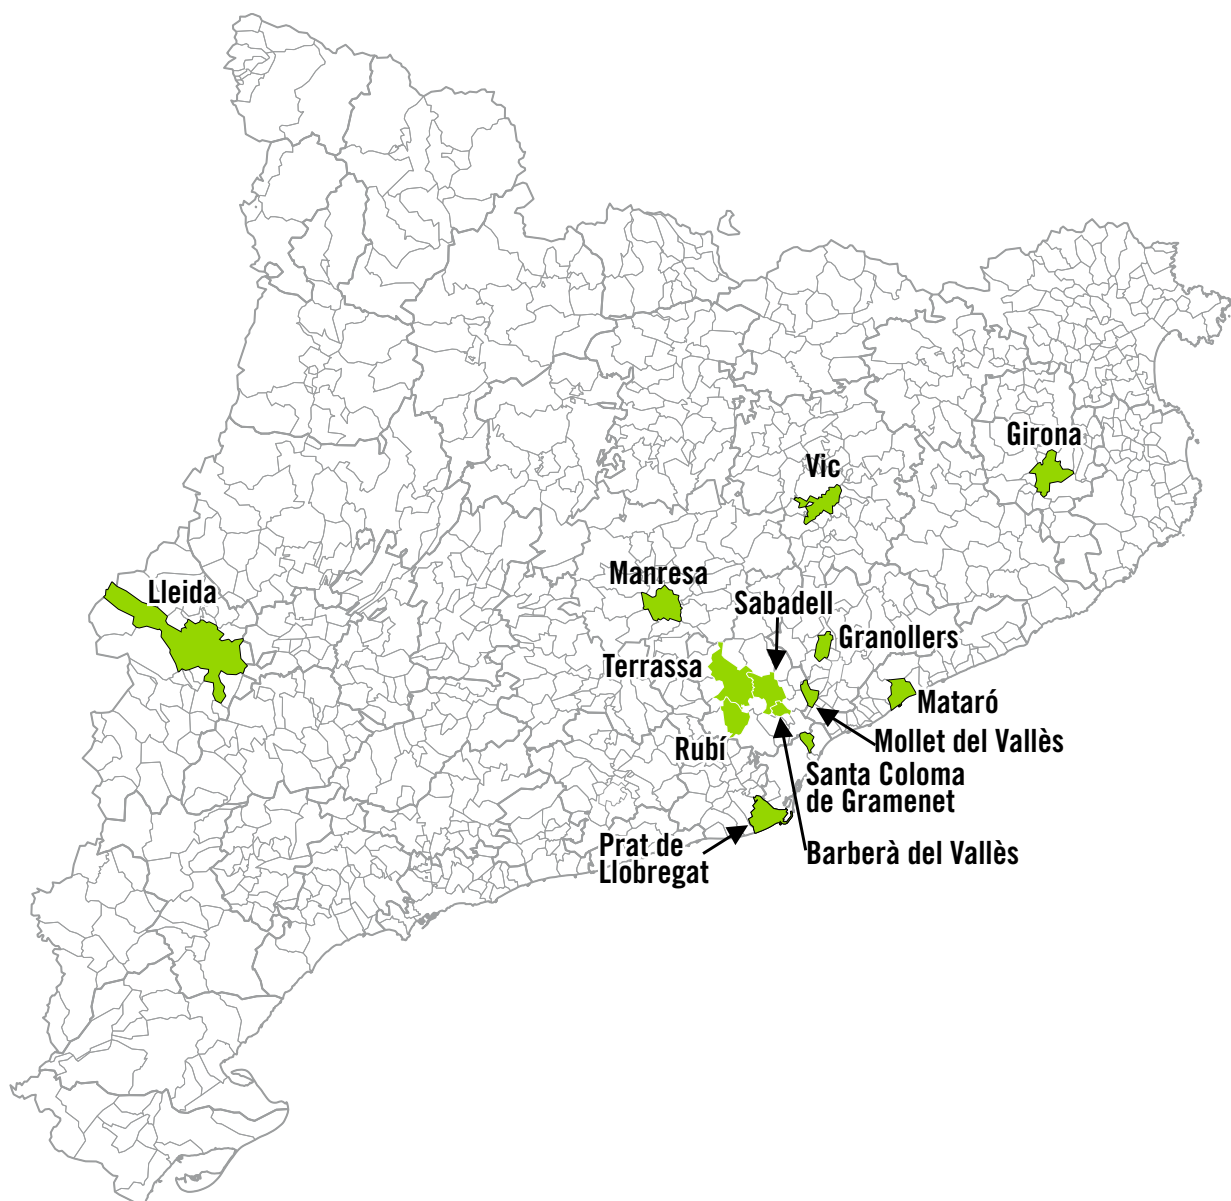 Girona
Vic
Lleida
Manresa
Sabadell
Granollers
Terrassa
Mataró
Rubí
Mollet del Vallès
Santa Coloma
de Gramenet
Prat de
Llobregat
Barberà del Vallès